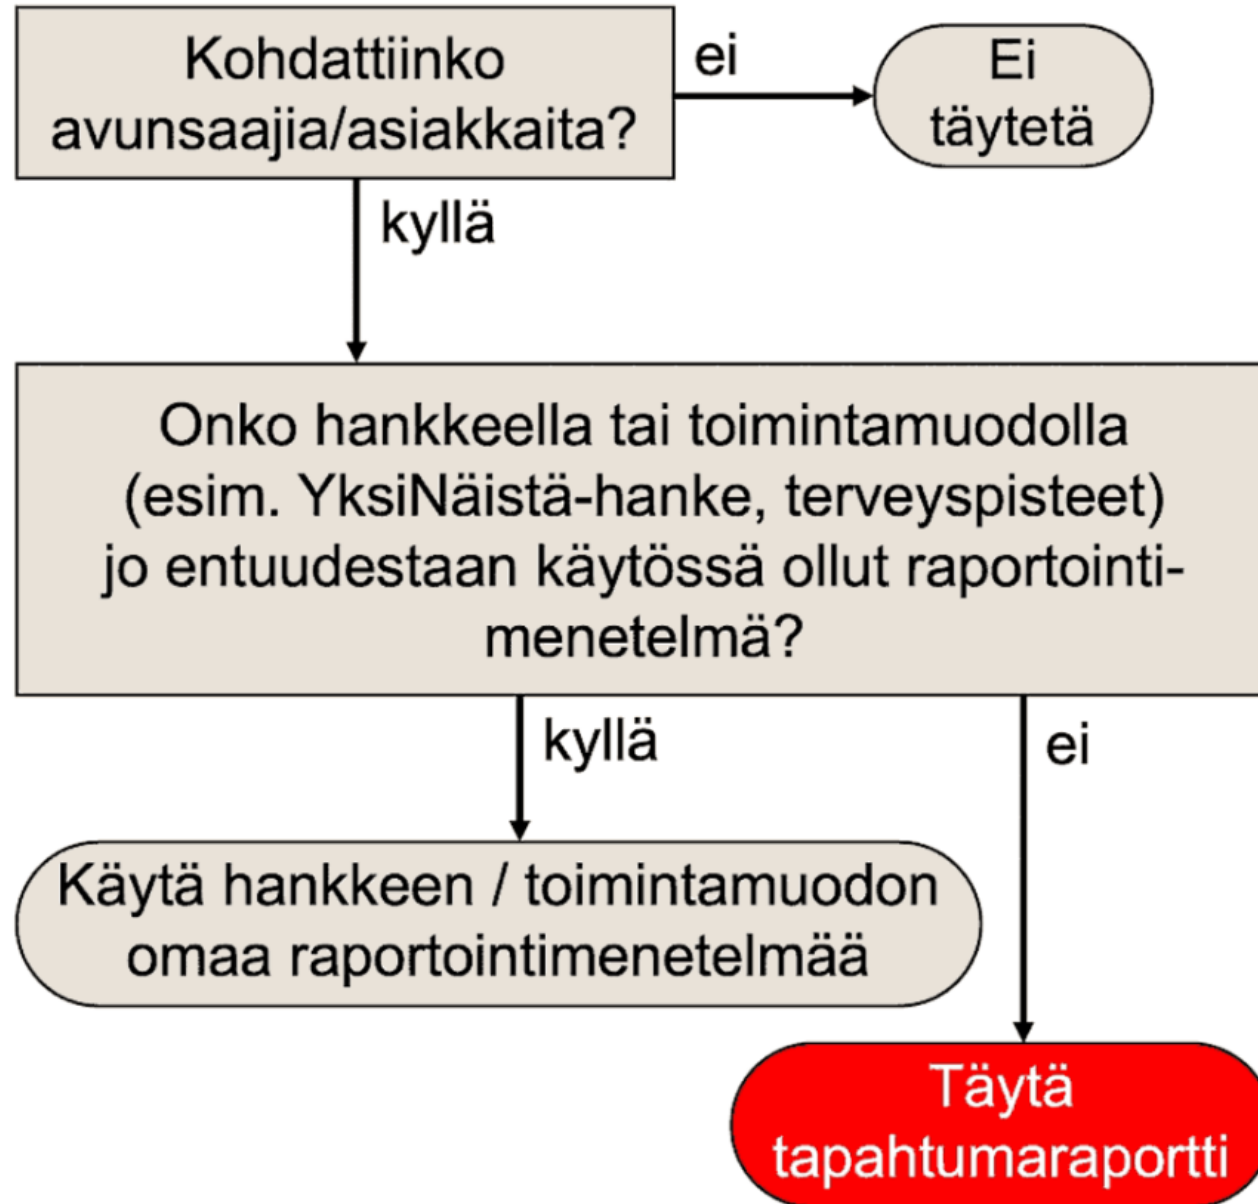 Kohdattiinko
avunsaajia/asiakkaita?
ei
Ei
täytetä
kyllä
Onko hankkeella tai toimintamuodolla
(esim. YksiNäistä-hanke, terveyspisteet)
jo entuudestaan käytössä ollut raportointi-
menetelmä?
kyllä
ei
Käytä hankkeen / toimintamuodon
omaa raportointimenetelmää
Täytä
tapahtumaraportti